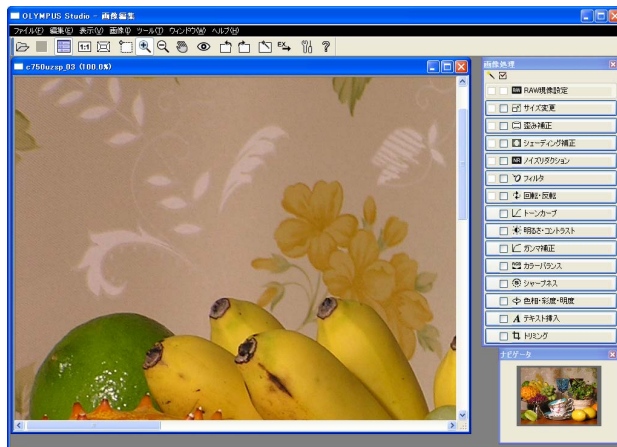 OLYMPUS Studio - 画像編集
ファイル(F) 編集(E) 表示(V) 画像(I) ツール(T) ウィンドウ(W) ヘルプ(H)
1:1
EX
c750uzsp_03 (100.0%)
画像処理
RAW現像設定
サイズ変更
歪み補正
シェーディング補正
NR ノイズリダクション
フィルタ
回転・反転
トーンカーブ
明るさ・コントラスト
ガンマ補正
カラーバランス
シャープネス
色相・彩度・明度
A テキスト挿入
トリミング
ナビゲータ